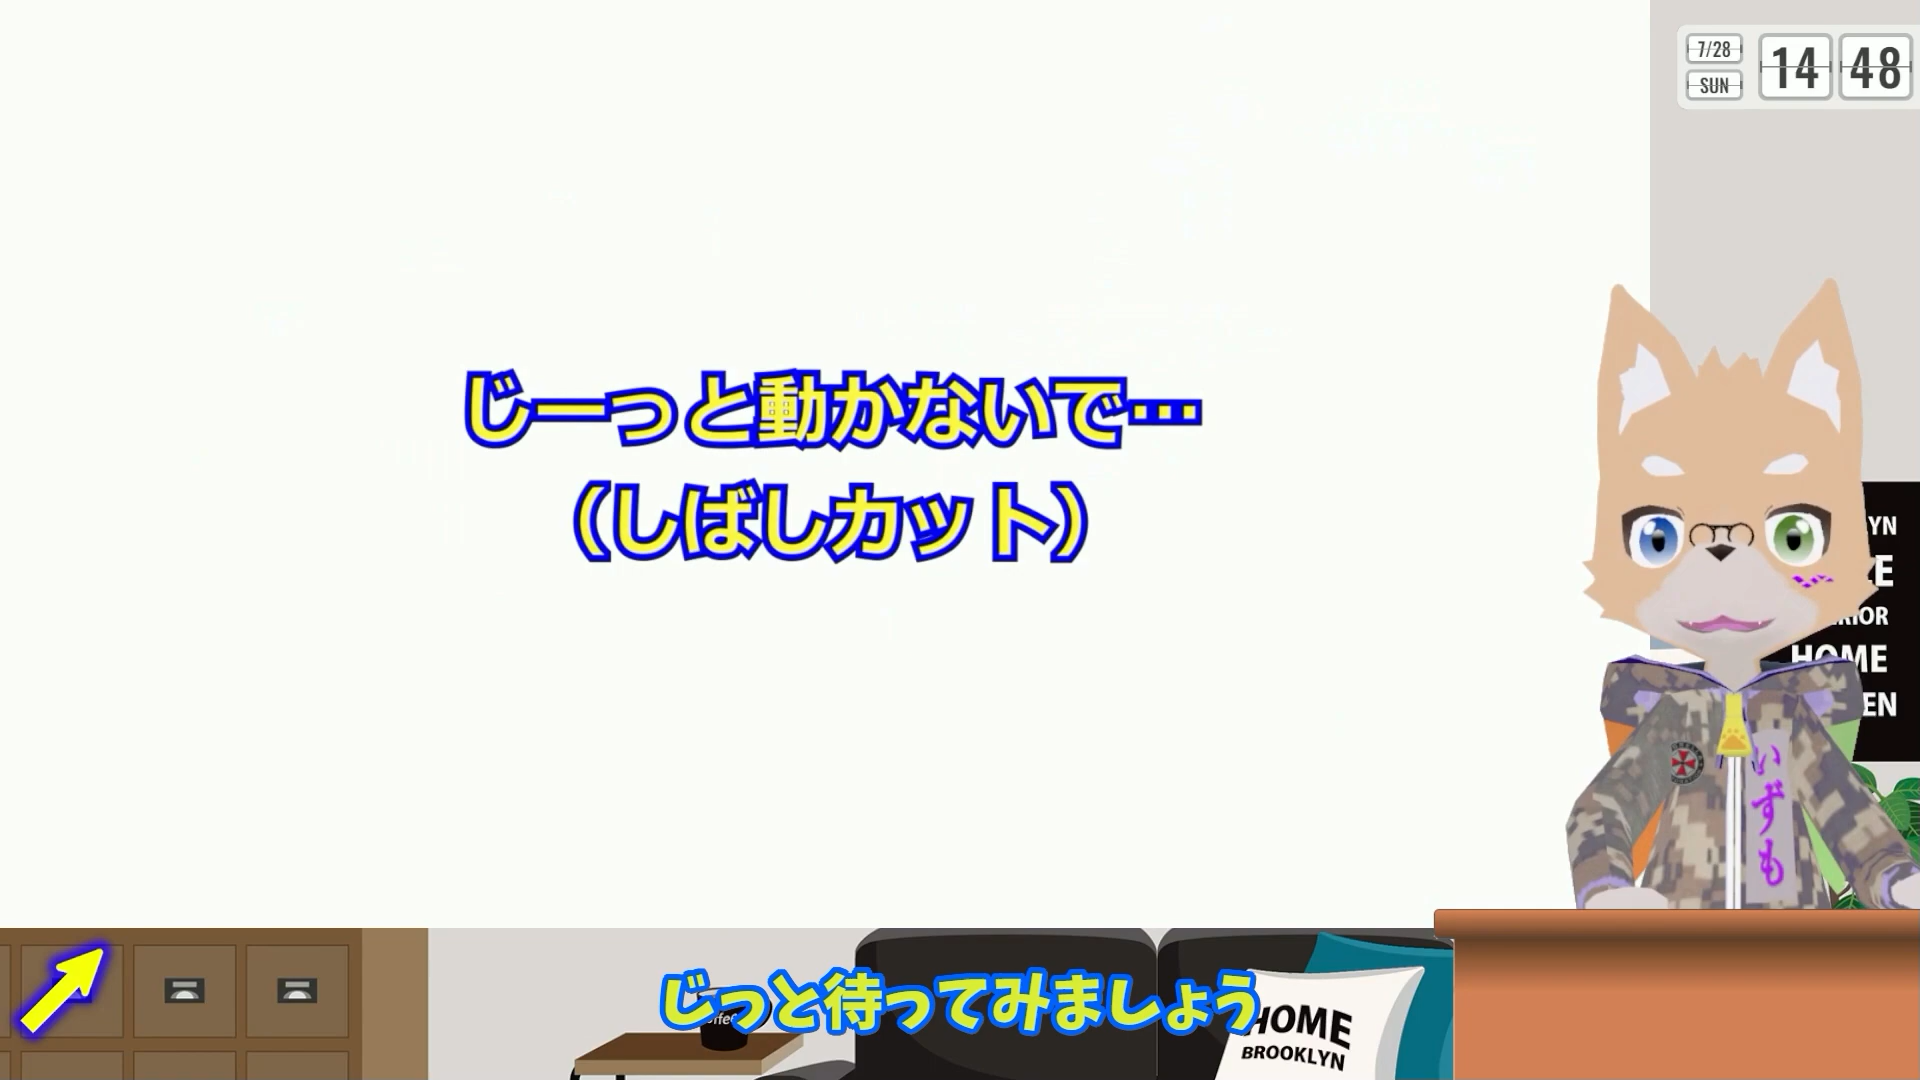 7/28
SUN
14 48
じーっと動かないで…
（しばしカット）
YN
E
RIOR
HOME
EN
いずも
じっと待ってみましょう
HOME
BROOKLYN